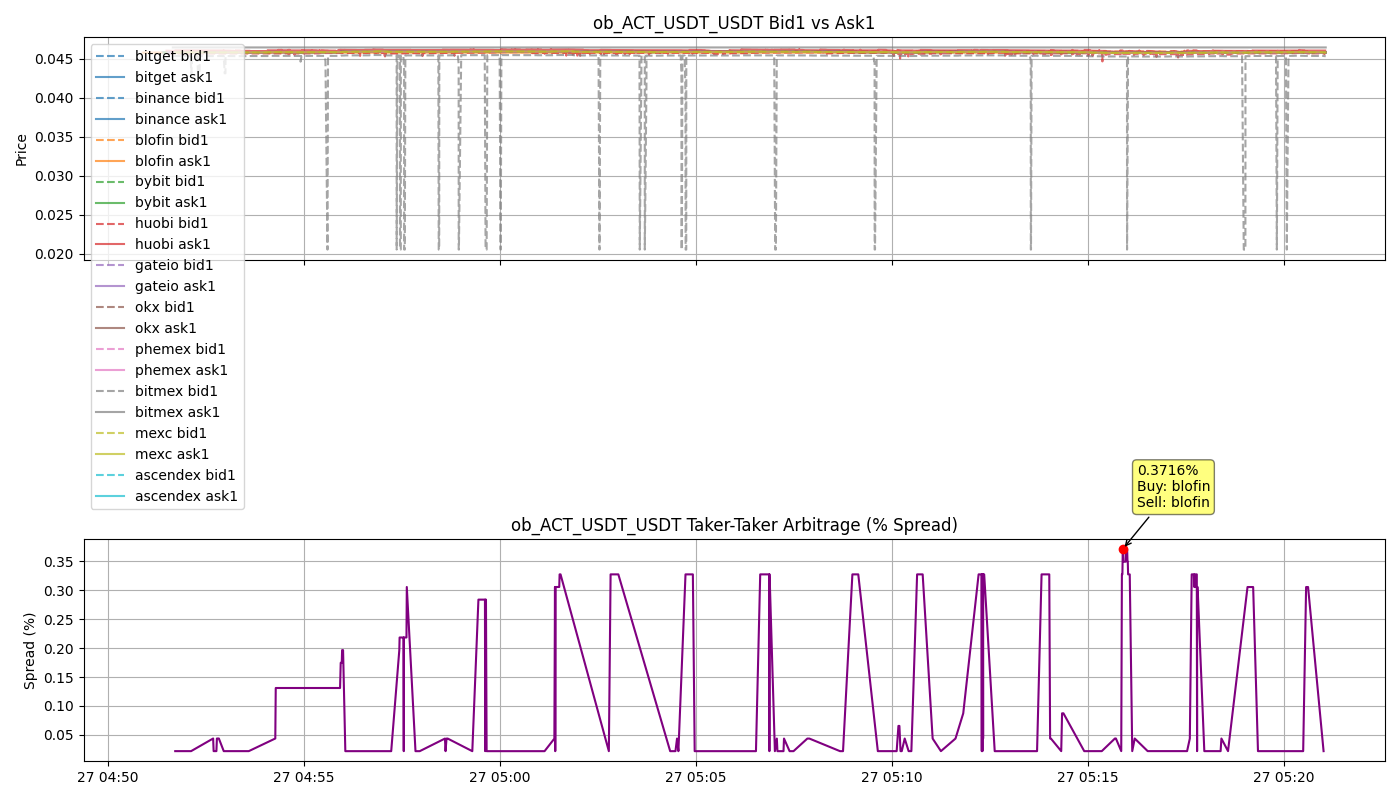 ob_ACT_USDT_USDT Bid1 vs Ask1
Price
0.045
0.040
0.035
0.030
0.025
0.020
bitget bid1
bitget ask1
binance bid1
binance ask1
blofin bid1
blofin ask1
bybit bid1
bybit ask1
huobi bid1
huobi ask1
gateio bid1
gateio ask1
okx bid1
okx ask1
phemex bid1
phemex ask1
bitmex bid1
bitmex ask1
mexc bid1
mexc ask1
ascendex bid1
ascendex ask1
0.3716%
Buy: blofin
Sell: blofin
ob_ACT_USDT_USDT Taker-Taker Arbitrage (% Spread)
Spread (%)
0.35
0.30
0.25
0.20
0.15
0.10
0.05
27 04:50
27 04:55
27 05:00
27 05:05
27 05:10
27 05:15
27 05:20